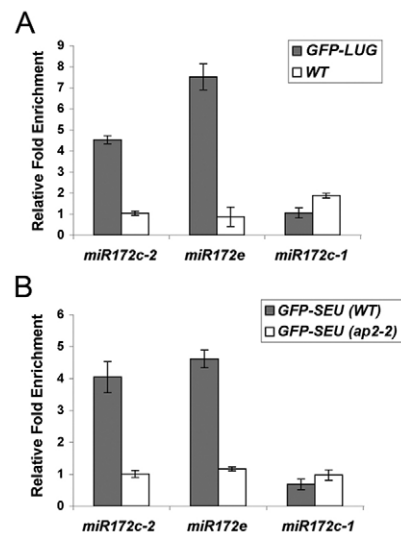 A
Relative Fold Enrichment
9
8
7
6
5
4
3
2
1
0
GFP-LUG
WT
miR172c-2 miR172e miR172c-1
B
Relative Fold Enrichment
6
5
4
3
2
1
0
GFP-SEU (WT)
GFP-SEU (ap2-2)
miR172c-2 miR172e miR172c-1